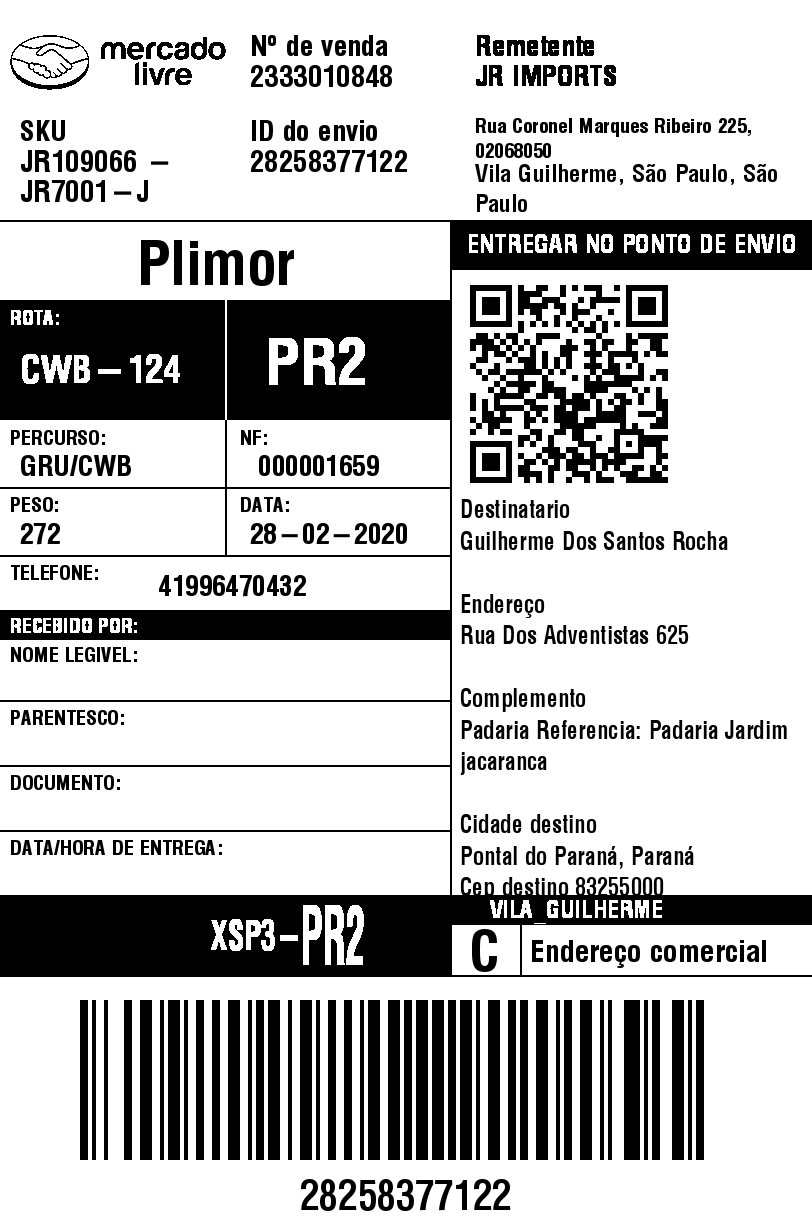 mercado
livre
Nº de venda
2333010848
Remetente
JR IMPORTS
SKU
JR109066 –
JR7001–J
ID do envio
28258377122
Rua Coronel Marques Ribeiro 225,
02068050
Vila Guilherme, São Paulo, São
Paulo
Plimor
ROTA:
CWB–124
PR2
PERCURSO:
GRU/CWB
NF:
000001659
PESO:
272
DATA:
28–02–2020
TELEFONE:
41996470432
RECEBIDO POR:
NOME LEGIVEL:
PARENTESCO:
DOCUMENTO:
DATA/HORA DE ENTREGA:
ENTREGAR NO PONTO DE ENVIO
Destinatario
Guilherme Dos Santos Rocha
Endereço
Rua Dos Adventistas 625
Complemento
Padaria Referencia: Padaria Jardim
jacaranca
Cidade destino
Pontal do Paraná, Paraná
Cep destino 83255000
XSP3–PR2
VILA_GUILHERME
C
Endereço comercial
28258377122